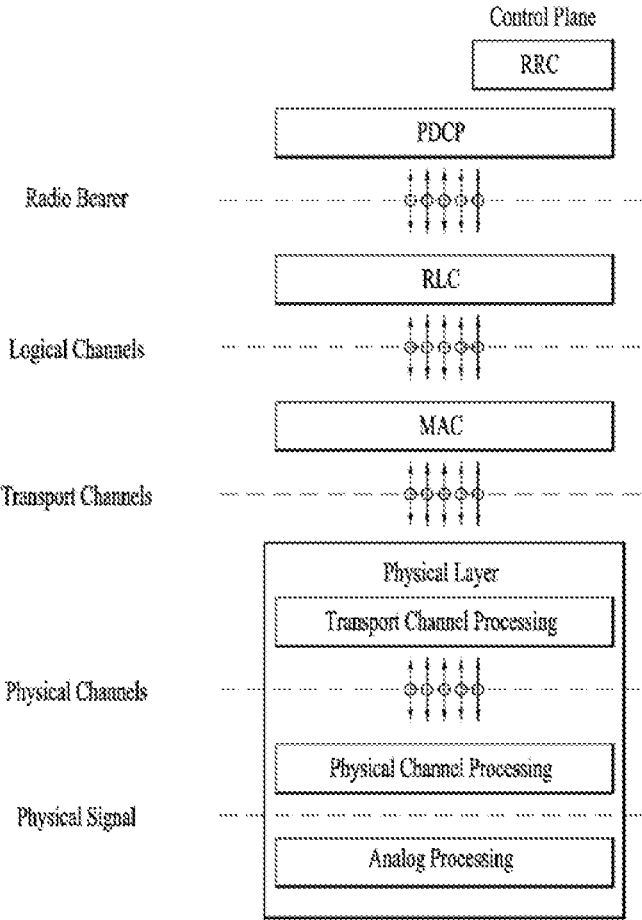 Control Plane
RRC
PDCP
Radio Bearer
RLC
Logical Channels
MAC
Transport Channels
Physical Layer
Transport Channel Processing
Physical Channels
Physical Channel Processing
Physical Signal
Analog Processing